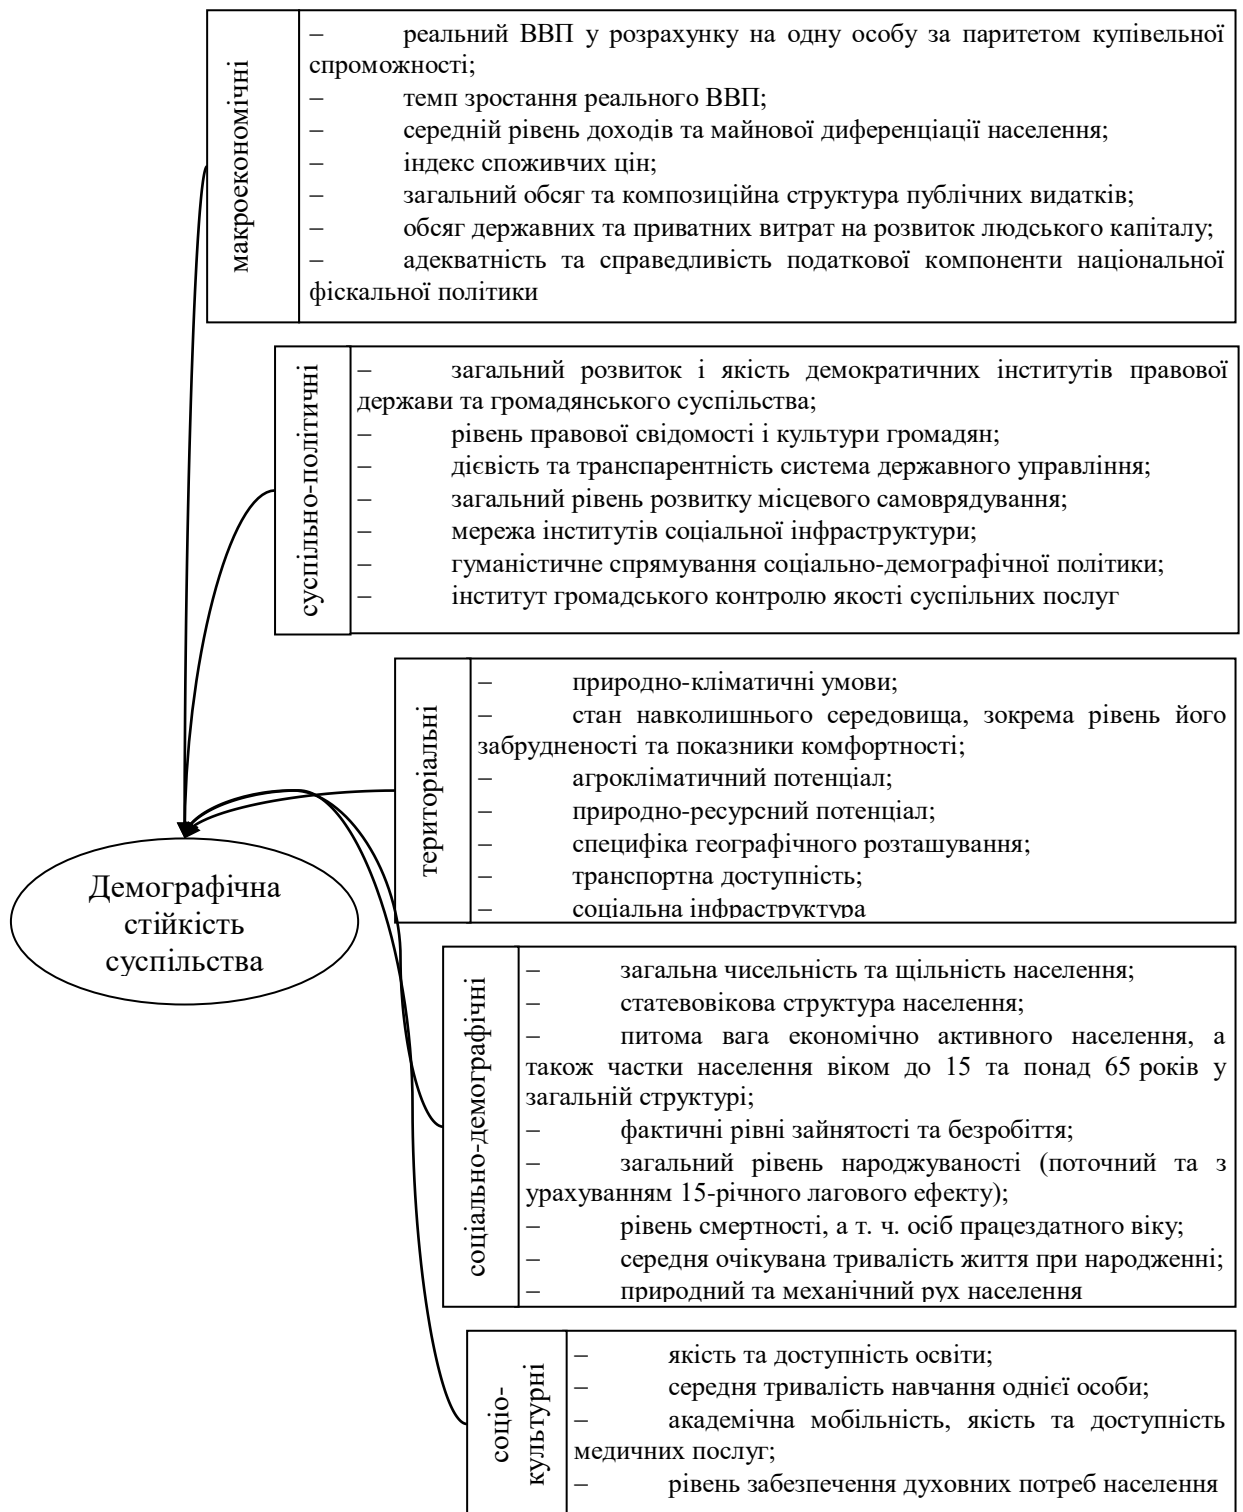 макроекономічні
– реальний ВВП у розрахунку на одну особу за паритетом купівельної
спроможності;
– темп зростання реального ВВП;
– середній рівень доходів та майнової диференціації населення;
– індекс споживчих цін;
– загальний обсяг та композиційна структура публічних видатків;
– обсяг державних та приватних витрат на розвиток людського капіталу;
– адекватність та справедливість податкової компоненти національної
фіскальної політики
суспільно-політичні
– загальний розвиток і якість демократичних інститутів правової
держави та громадянського суспільства;
– рівень правової свідомості і культури громадян;
– дієвість та транспарентність система державного управління;
– загальний рівень розвитку місцевого самоврядування;
– мережа інститутів соціальної інфраструктури;
– гуманістичне спрямування соціально-демографічної політики;
– інститут громадського контролю якості суспільних послуг
територіальні
– природно-кліматичні умови;
– стан навколишнього середовища, зокрема рівень його
забрудненості та показники комфортності;
– агрокліматичний потенціал;
– природно-ресурсний потенціал;
– специфіка географічного розташування;
– транспортна доступність;
– соціальна інфраструктура
Демографічна
стійкість
суспільства
соціально-демографічні
– загальна чисельність та щільність населення;
– статевовікова структура населення;
– питома вага економічно активного населення, а
також частки населення віком до 15 та понад 65 років у
загальній структурі;
– фактичні рівні зайнятості та безробіття;
– загальний рівень народжуваності (поточний та з
урахуванням 15-річного лагового ефекту);
– рівень смертності, а т. ч. осіб працездатного віку;
– середня очікувана тривалість життя при народженні;
– природний та механічний рух населення
соціо-
культурні
– якість та доступність освіти;
– середня тривалість навчання однієї особи;
– академічна мобільність, якість та доступність
медичних послуг;
– рівень забезпечення духовних потреб населення